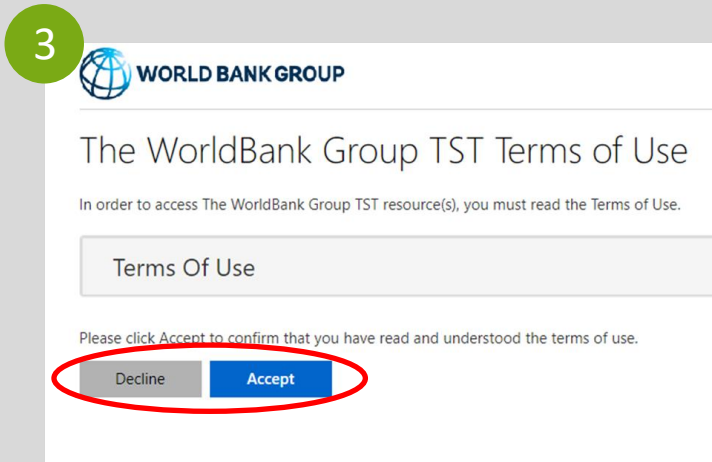 3
WORLD BANK GROUP
The WorldBank Group TST Terms of Use
In order to access The WorldBank Group TST resource(s), you must read the Terms of Use.
Terms Of Use
Please click Accept to confirm that you have read and understood the terms of use.
Decline Accept